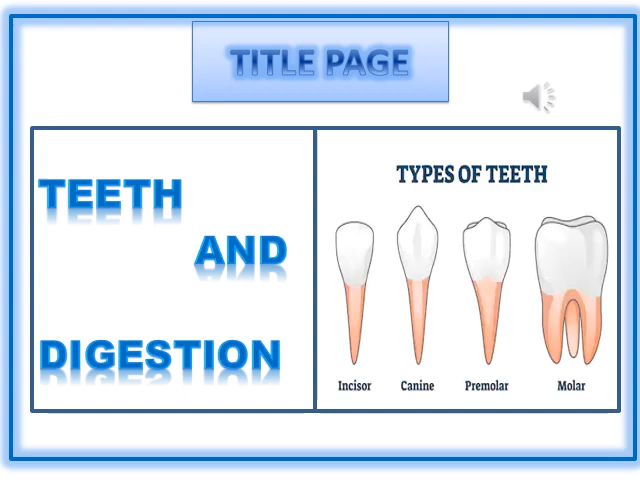 TITLE PAGE
TEETH
AND
DIGESTION
TYPES OF TEETH
Incisor Canine Premolar Molar